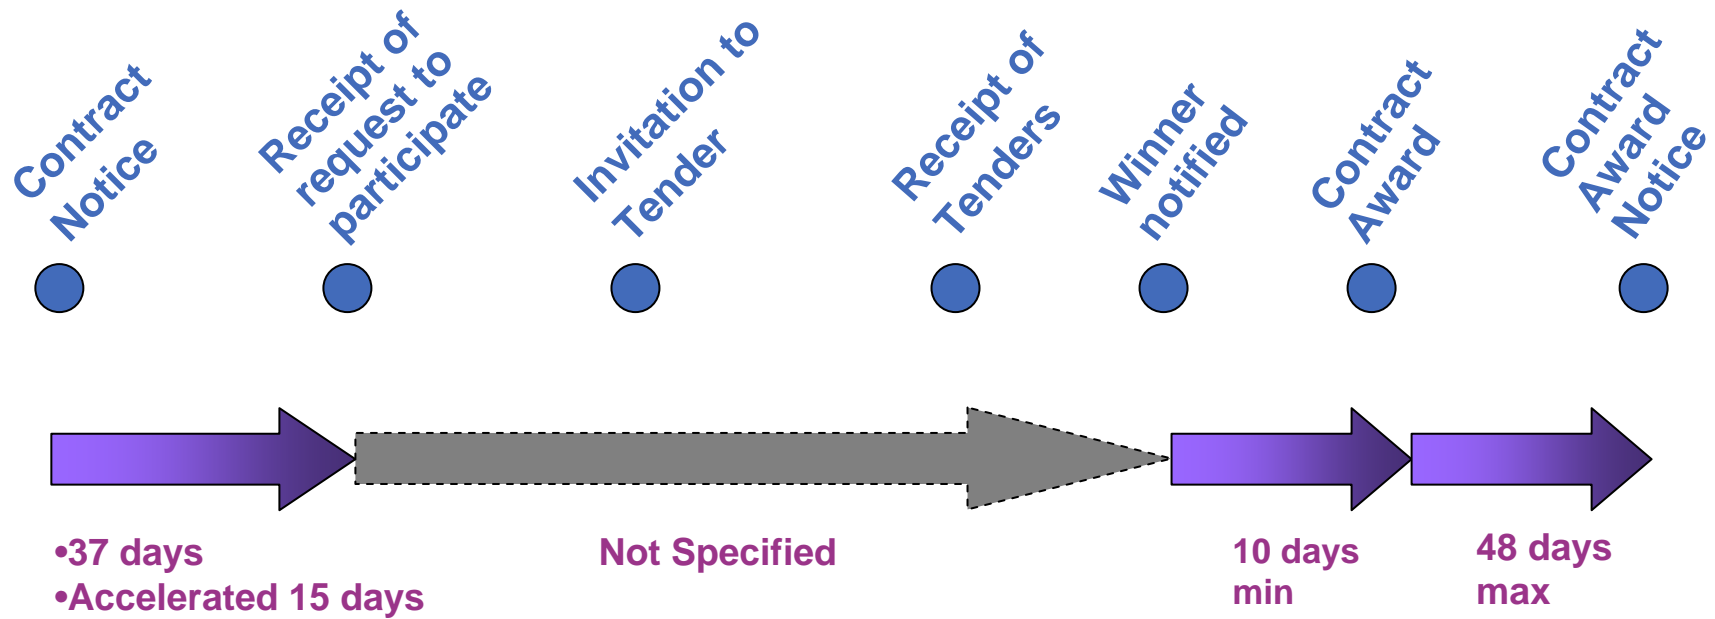 Contract
Notice
Receipt of
request to
participate
Invitation to
Tender
Receipt of
Tenders
Winner
notified
Contract
Award
Contract
Award
Notice
•37 days
•Accelerated 15 days
Not Specified
10 days
min
48 days
max